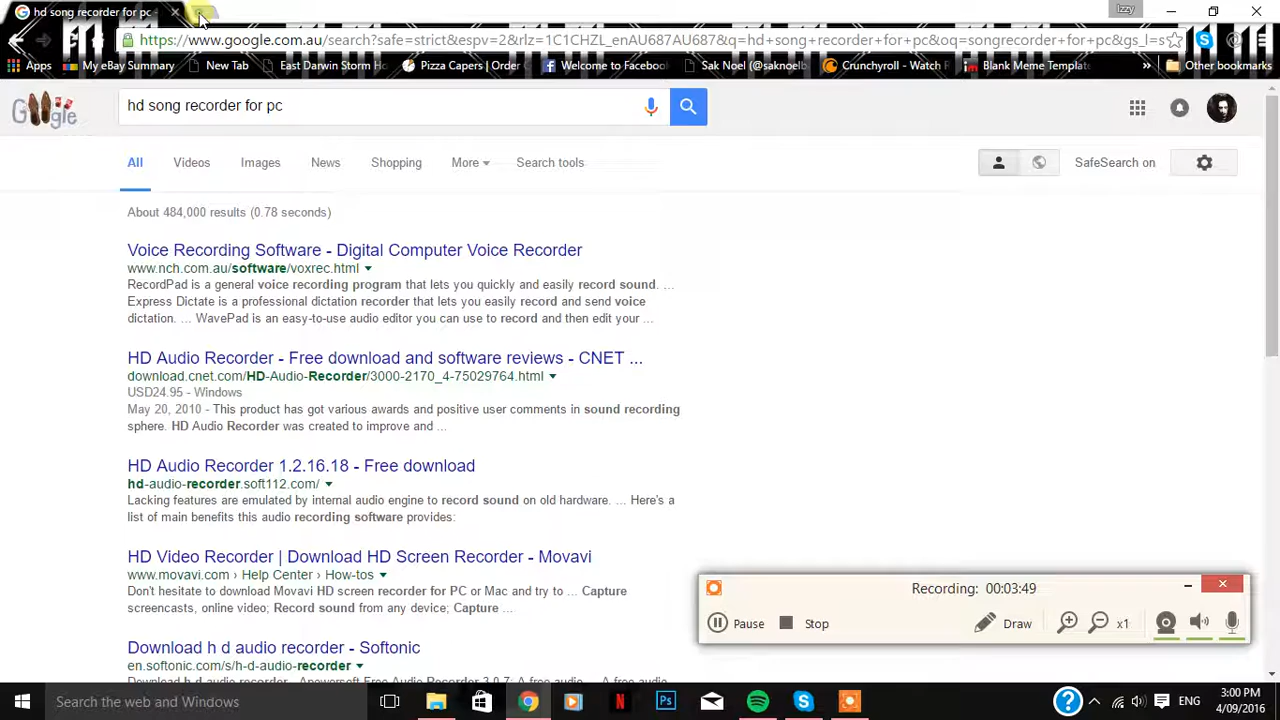 hd song recorder for pc -
Izzy
https://www.google.com.au/search?safe=strict&espv=2&rlz=1C1CHZL_enAU687AU687&q=hd+song+recorder+for+pc&oq=songrecorder+for+pc&gs_l=s
Apps My eBay Summary New Tab East Darwin Storm Ho Pizza Capers | Order O Welcome to Facebook Sak Noel (@saknoelb Crunchyroll - Watch Blank Meme Template » Other bookmarks
Google hd song recorder for pc
All Videos Images News Shopping More Search tools SafeSearch on
About 484,000 results (0.78 seconds)
Voice Recording Software - Digital Computer Voice Recorder
www.nch.com.au/software/voxrec.html
RecordPad is a general voice recording program that lets you quickly and easily record sound. ...
Express Dictate is a professional dictation recorder that lets you easily record and send voice
dictation. ... WavePad is an easy-to-use audio editor you can use to record and then edit your ...
HD Audio Recorder - Free download and software reviews - CNET ...
download.cnet.com/HD-Audio-Recorder/3000-2170_4-75029764.html
USD24.95 - Windows
May 20, 2010 - This product has got various awards and positive user comments in sound recording
sphere. HD Audio Recorder was created to improve and ...
HD Audio Recorder 1.2.16.18 - Free download
hd-audio-recorder.soft112.com/
Lacking features are emulated by internal audio engine to record sound on old hardware. ... Here's a
list of main benefits this audio recording software provides:
HD Video Recorder | Download HD Screen Recorder - Movavi
www.movavi.com › Help Center › How-tos
Don't hesitate to download Movavi HD screen recorder for PC or Mac and try to ... Capture
screencasts, online video; Record sound from any device; Capture ...
Recording: 00:03:49
Pause Stop Draw x1
Download h d audio recorder - Softonic
en.softonic.com/s/h-d-audio-recorder
Search the web and Windows
Ps
ENG
3:00 PM
4/09/2016